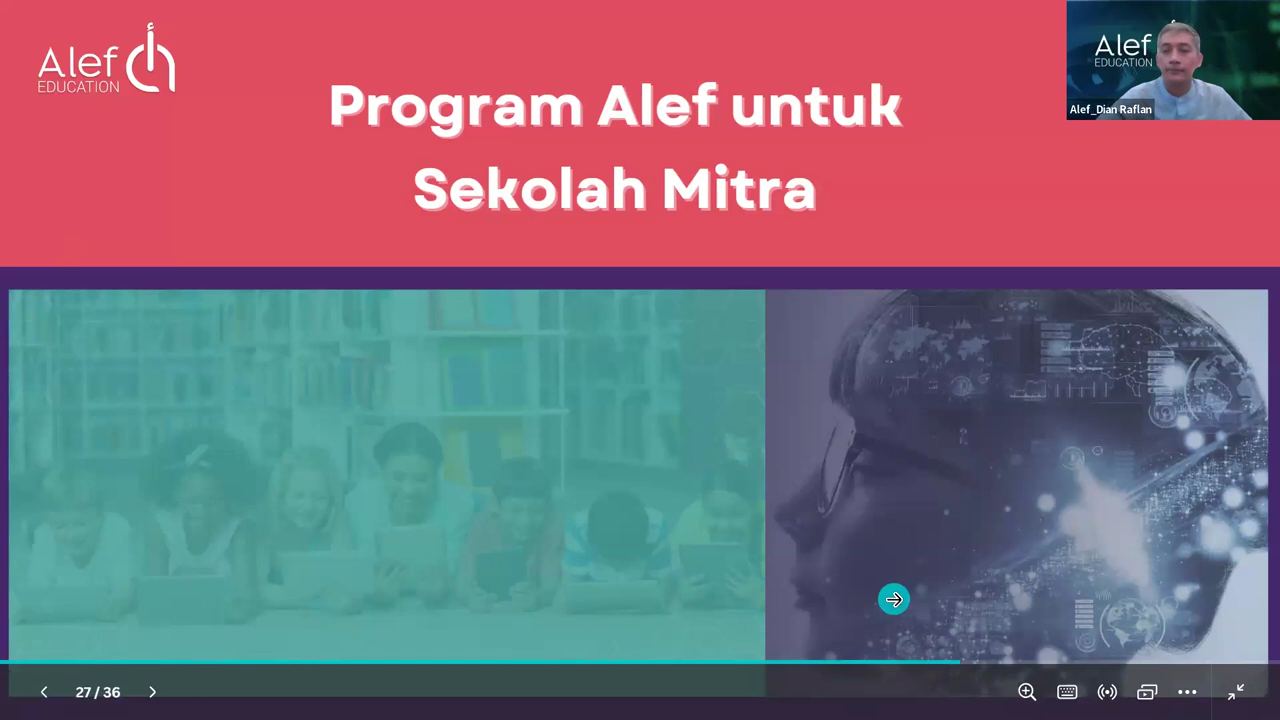 Alef
EDUCATION
Program Alef untuk
Sekolah Mitra
Alef
EDUCATION
Alef_Dian Raflan
27 / 36